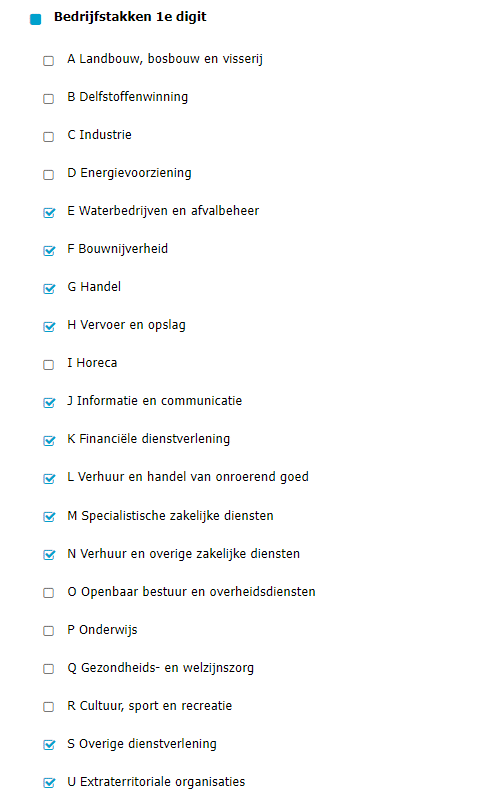 Bedrijfstakken 1e digit
A Landbouw, bosbouw en visserij
B Delfstoffenwinning
C Industrie
D Energievoorziening
E Waterbedrijven en afvalbeheer
F Bouwnijverheid
G Handel
H Vervoer en opslag
I Horeca
J Informatie en communicatie
K Financiële dienstverlening
L Verhuur en handel van onroerend goed
M Specialistische zakelijke diensten
N Verhuur en overige zakelijke diensten
O Openbaar bestuur en overheidsdiensten
P Onderwijs
Q Gezondheids- en welzijnszorg
R Cultuur, sport en recreatie
S Overige dienstverlening
U Extraterritoriale organisaties